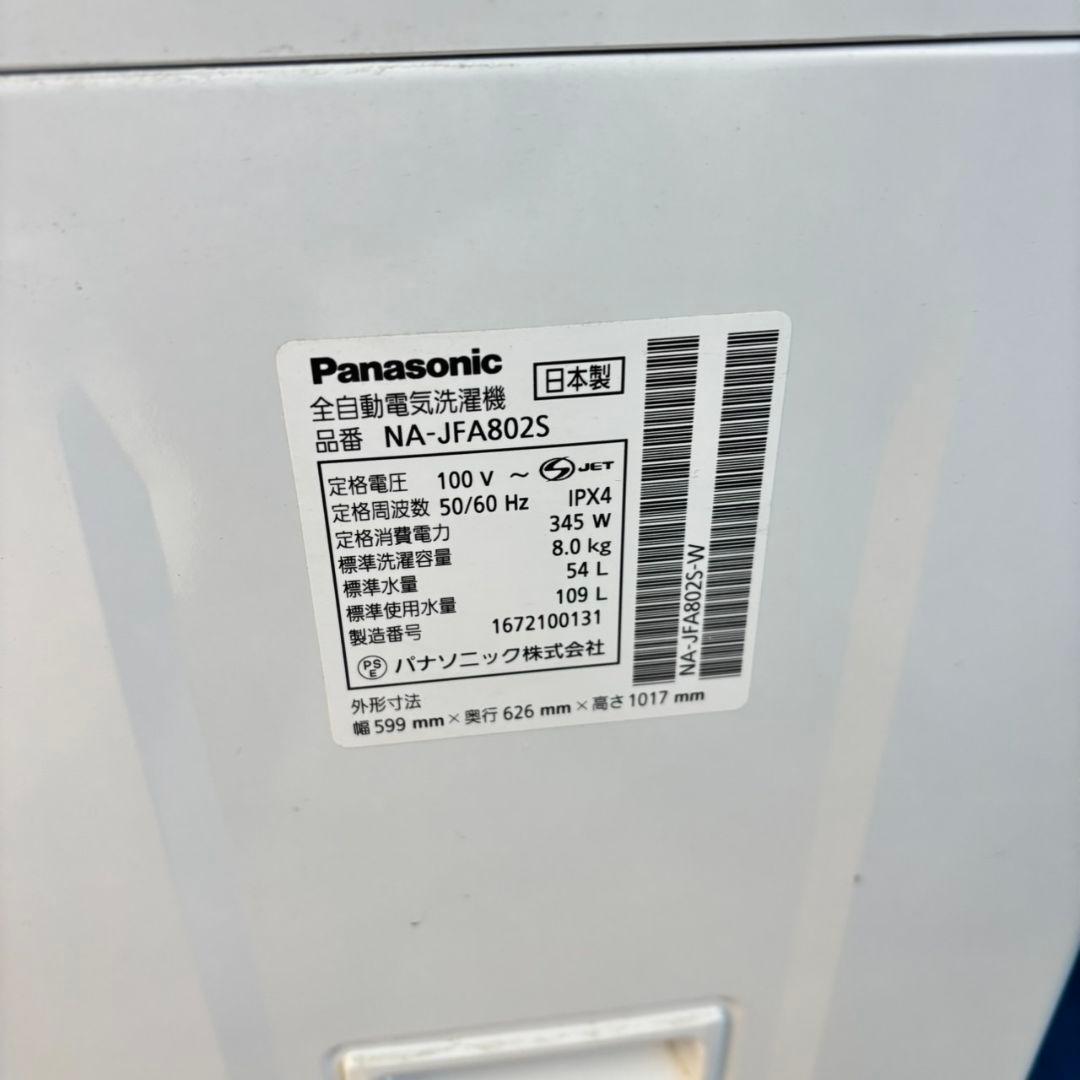 Panasonic
日本製
全自動電気洗濯機
品番 NA-JFA802S
定格電圧 100 V ~ S JET
定格周波数 50/60 Hz IPX4
定格消費電力 345 W
標準洗濯容量 8.0 kg
標準水量 54 L
標準使用水量 109 L
製造番号 1672100131
PSE パナソニック株式会社
外形寸法
幅 599 mm × 奥行 626 mm × 高さ 1017 mm
NA-JFA802S-W